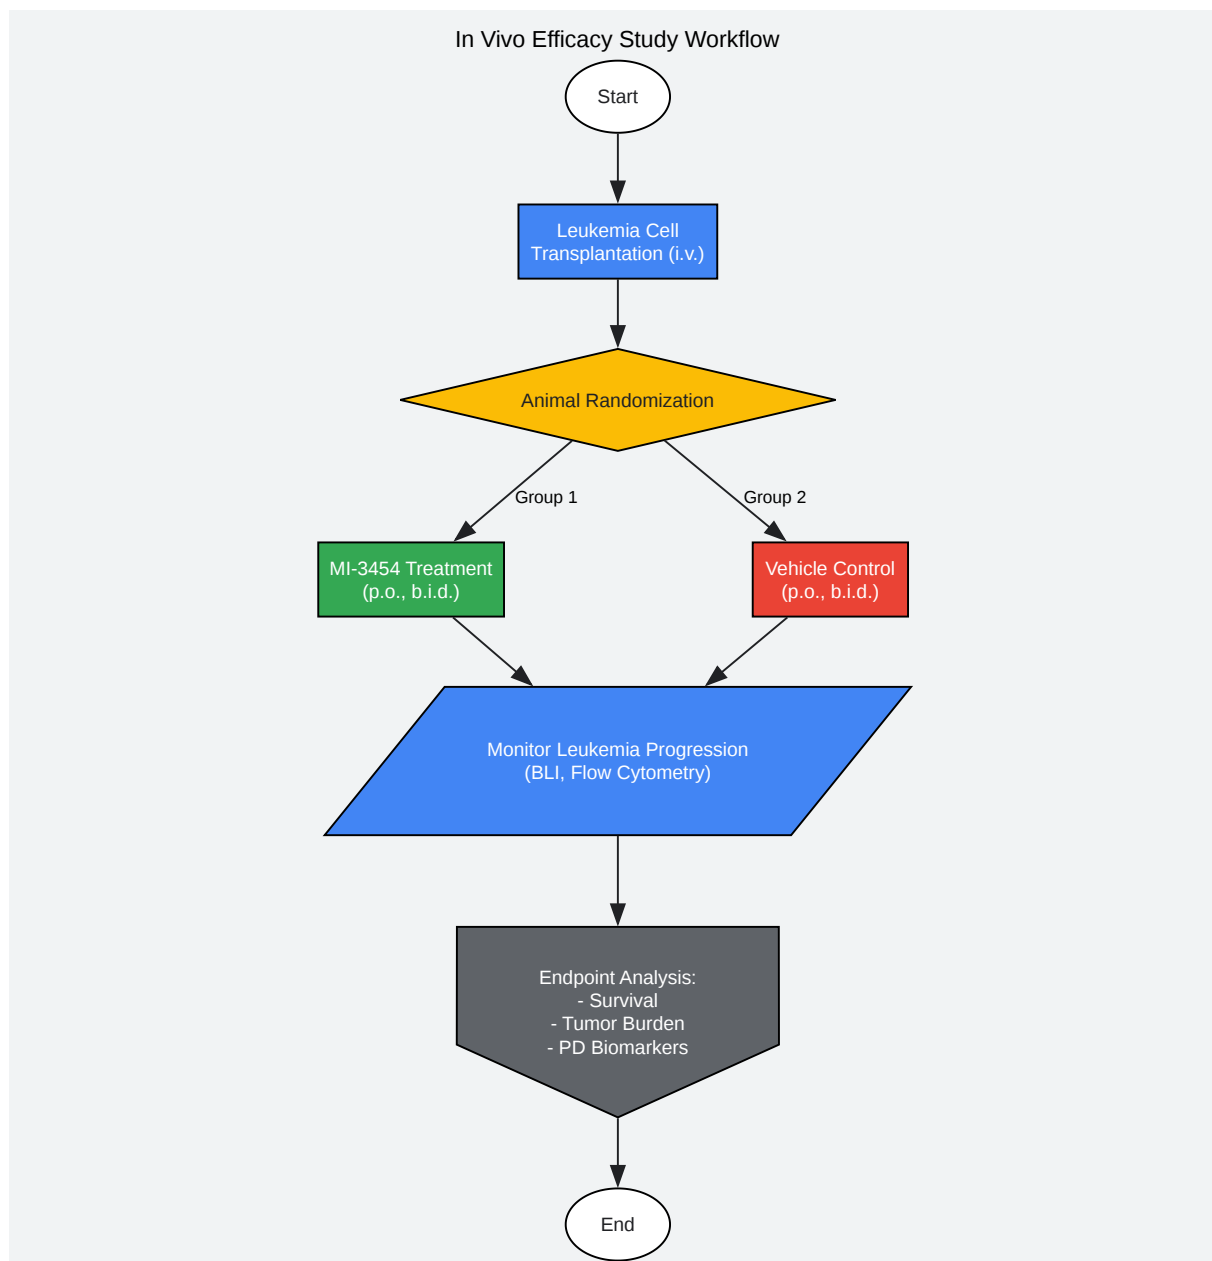 In Vivo Efficacy Study Workflow
Start
Leukemia Cell
Transplantation (i.v.)
Animal Randomization
Group 1
Group 2
MI-3454 Treatment
(p.o., b.i.d.)
Vehicle Control
(p.o., b.i.d.)
Monitor Leukemia Progression
(BLI, Flow Cytometry)
Endpoint Analysis:
- Survival
- Tumor Burden
- PD Biomarkers
End